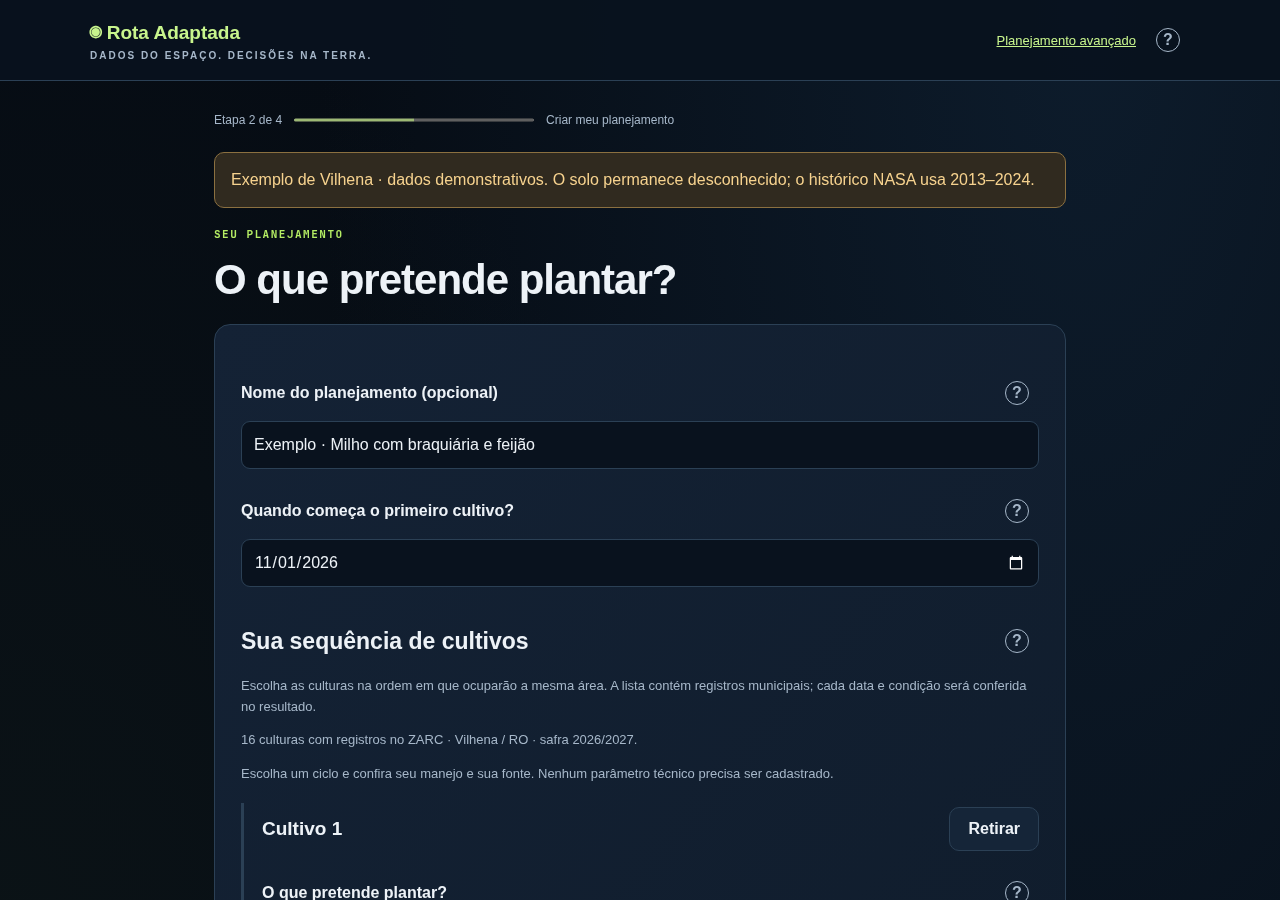 Rota Adaptada
DADOS DO ESPAÇO. DECISÕES NA TERRA.
Planejamento avançado
?
Etapa 2 de 4
Criar meu planejamento
Exemplo de Vilhena · dados demonstrativos. O solo permanece desconhecido; o histórico NASA usa 2013–2024.
SEU PLANEJAMENTO
O que pretende plantar?
Nome do planejamento (opcional)
?
Exemplo · Milho com braquiária e feijão
Quando começa o primeiro cultivo?
?
11/01/2026
Sua sequência de cultivos
?
Escolha as culturas na ordem em que ocuparão a mesma área. A lista contém registros municipais; cada data e condição será conferida
no resultado.
16 culturas com registros no ZARC · Vilhena / RO · safra 2026/2027.
Escolha um ciclo e confira seu manejo e sua fonte. Nenhum parâmetro técnico precisa ser cadastrado.
Cultivo 1
Retirar
O que pretende plantar?
?